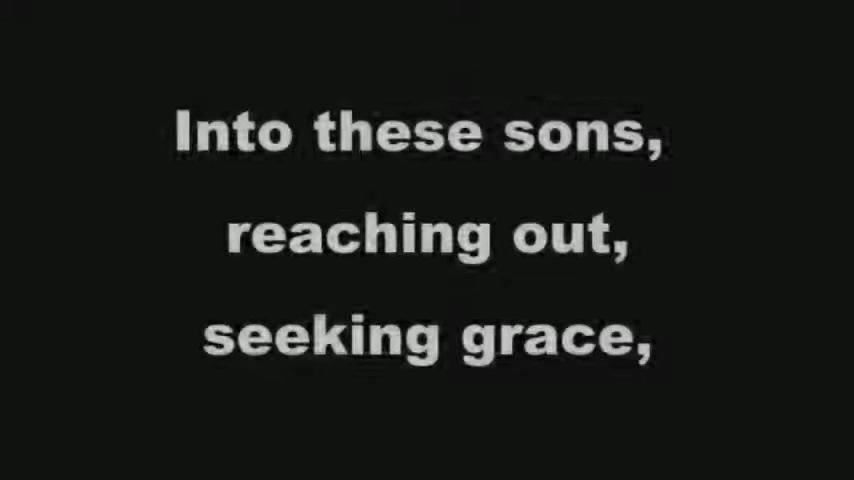 Into these sons,
reaching out,
seeking grace,